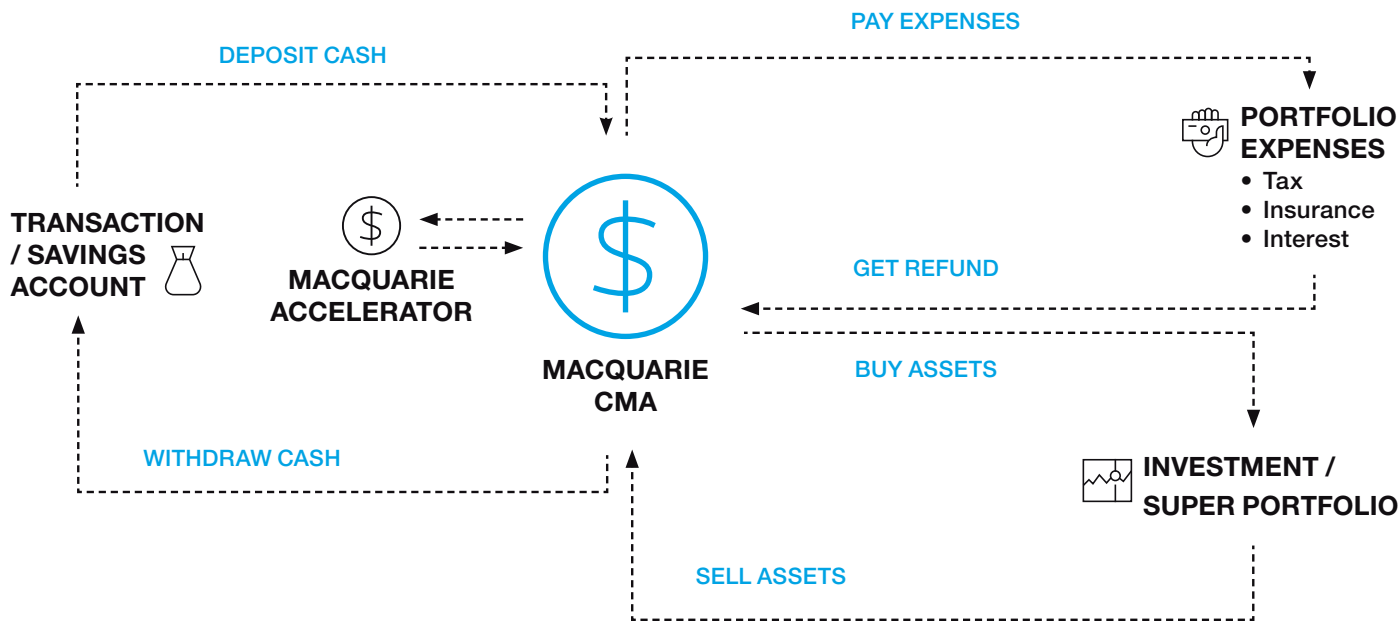 PAY EXPENSES
DEPOSIT CASH
PORTFOLIO
EXPENSES
• Tax
• Insurance
• Interest
TRANSACTION
/ SAVINGS
ACCOUNT
$
MACQUARIE
ACCELERATOR
$
MACQUARIE
CMA
GET REFUND
BUY ASSETS
WITHDRAW CASH
INVESTMENT /
SUPER PORTFOLIO
SELL ASSETS